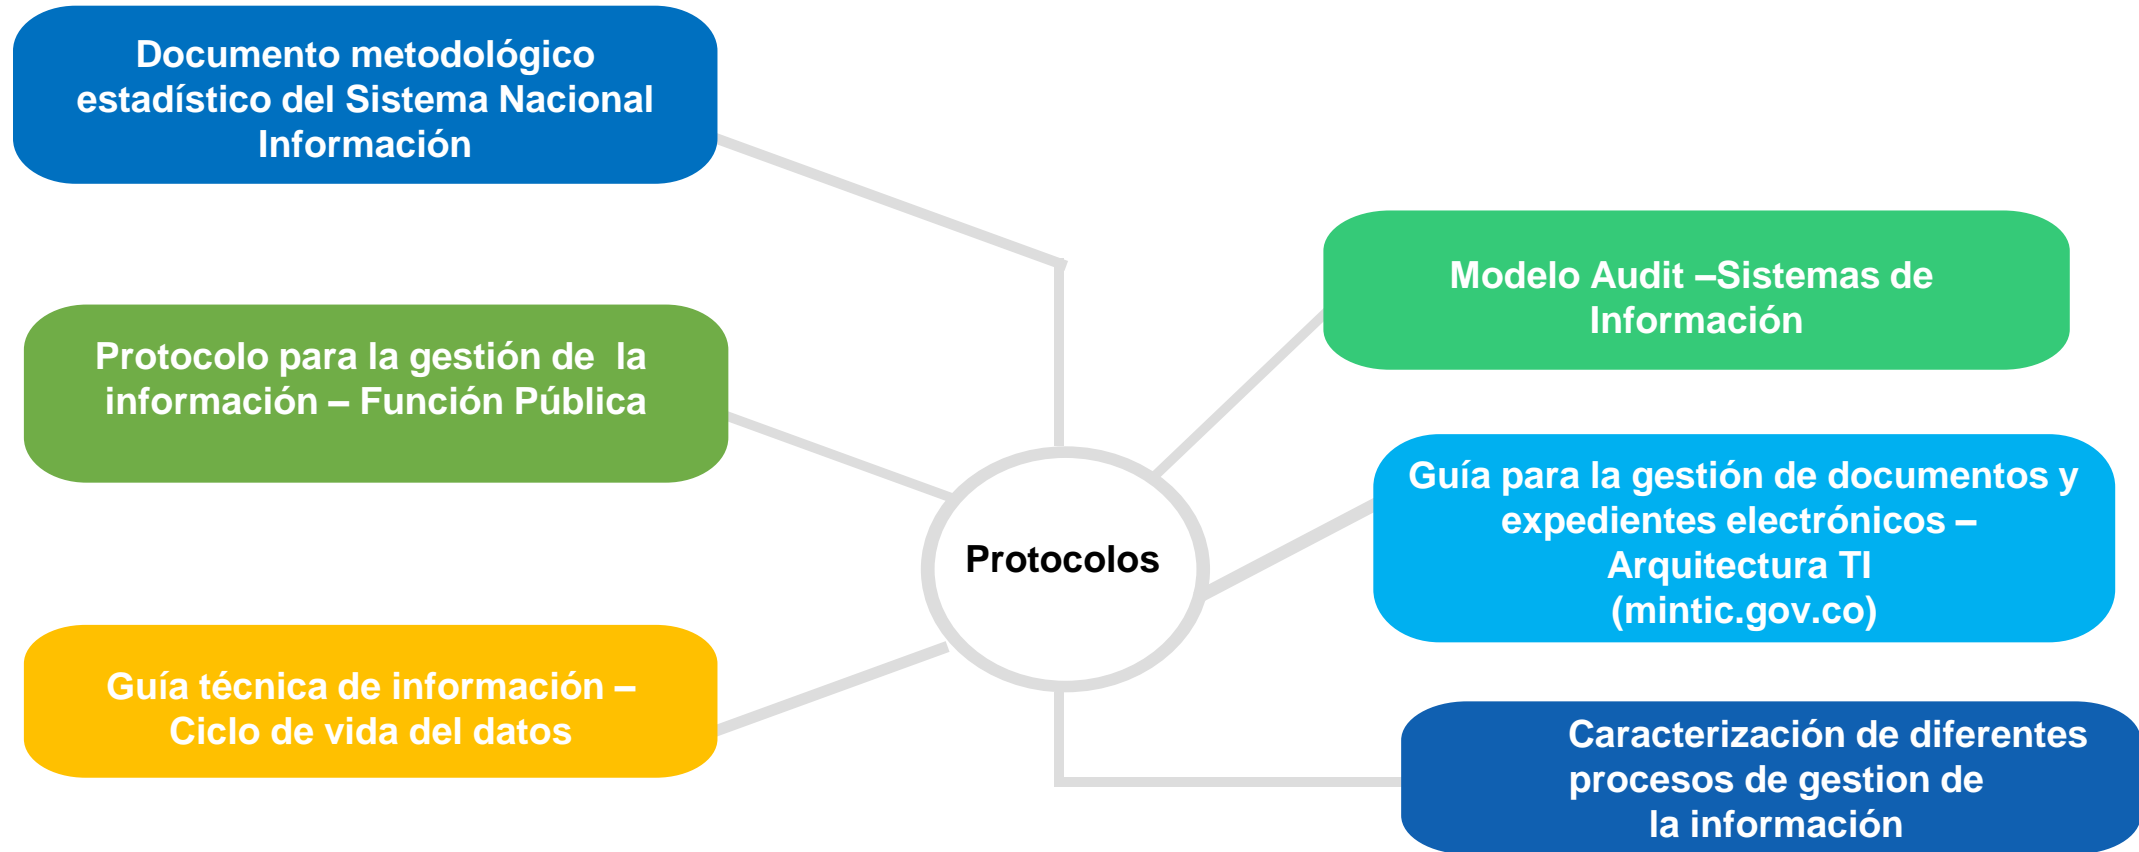 Documento metodológico
estadístico del Sistema Nacional
Información
Protocolo para la gestión de la
información – Función Pública
Guía técnica de información –
Ciclo de vida del datos
Protocolos
Modelo Audit –Sistemas de
Información
Guía para la gestión de documentos y
expedientes electrónicos –
Arquitectura TI
(mintic.gov.co)
Caracterización de diferentes
procesos de gestion de
la información